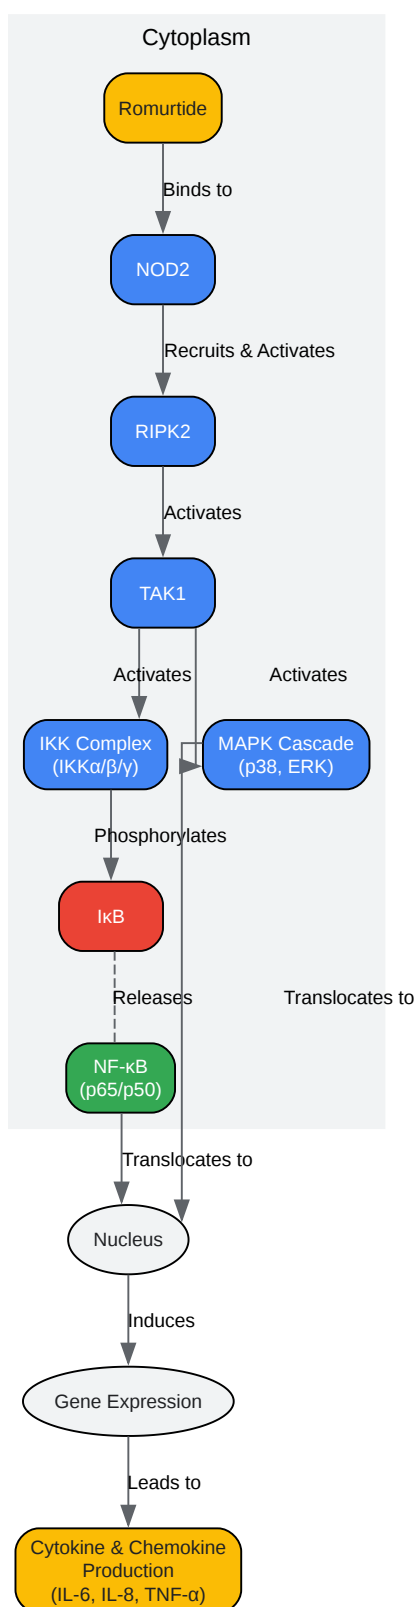 Cytoplasm
Romurtide
Binds to
NOD2
Recruits & Activates
RIPK2
Activates
TAK1
Activates
Activates
IKK Complex
(IKKα/β/γ)
MAPK Cascade
(p38, ERK)
Phosphorylates
IκB
Releases
Translocates to
NF-κB
(p65/p50)
Translocates to
Nucleus
Induces
Gene Expression
Leads to
Cytokine & Chemokine
Production
(IL-6, IL-8, TNF-α)